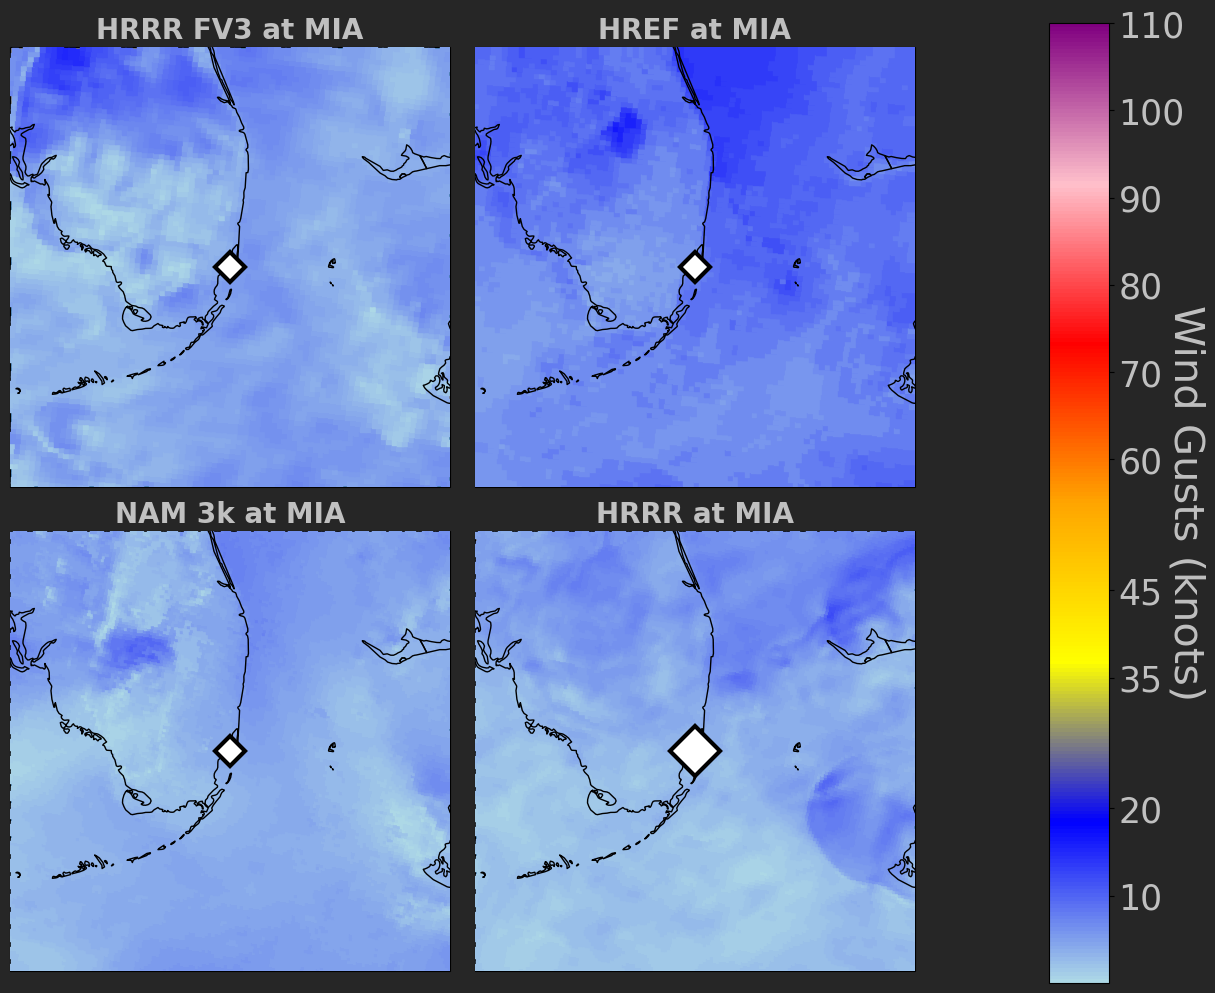 HRRR FV3 at MIA
HREF at MIA
NAM 3k at MIA
HRRR at MIA
110
100
90
80
70
60
45
35
20
10
Wind Gusts (knots)